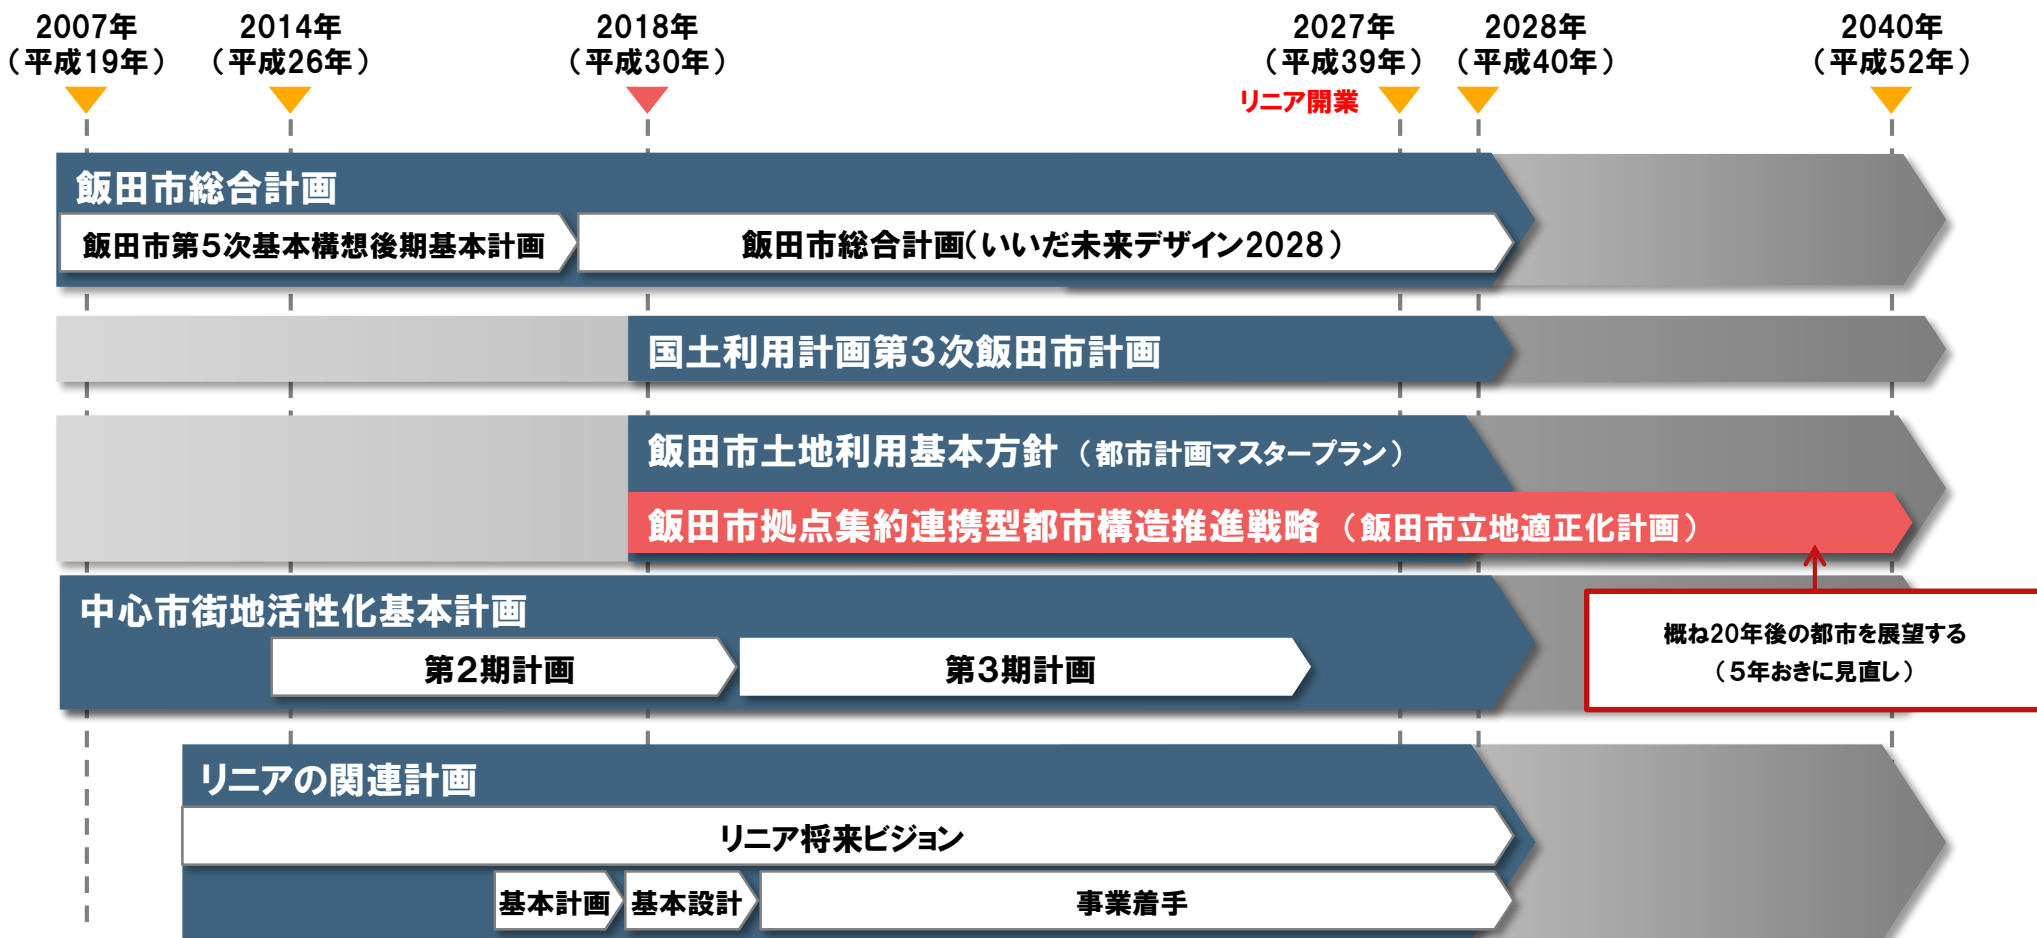 2007年
（平成19年）
2014年
（平成26年）
2018年
（平成30年）
2027年
（平成39年）
2028年
（平成40年）
2040年
（平成52年）
リニア開業
飯田市総合計画
飯田市第５次基本構想後期基本計画
飯田市総合計画（いいだ未来デザイン2028）
国土利用計画第３次飯田市計画
飯田市土地利用基本方針（都市計画マスタープラン）
飯田市拠点集約連携型都市構造推進戦略（飯田市立地適正化計画）
中心市街地活性化基本計画
第２期計画
第３期計画
概ね20年後の都市を展望する
（５年おきに見直し）
リニアの関連計画
リニア将来ビジョン
基本計画
基本設計
事業着手